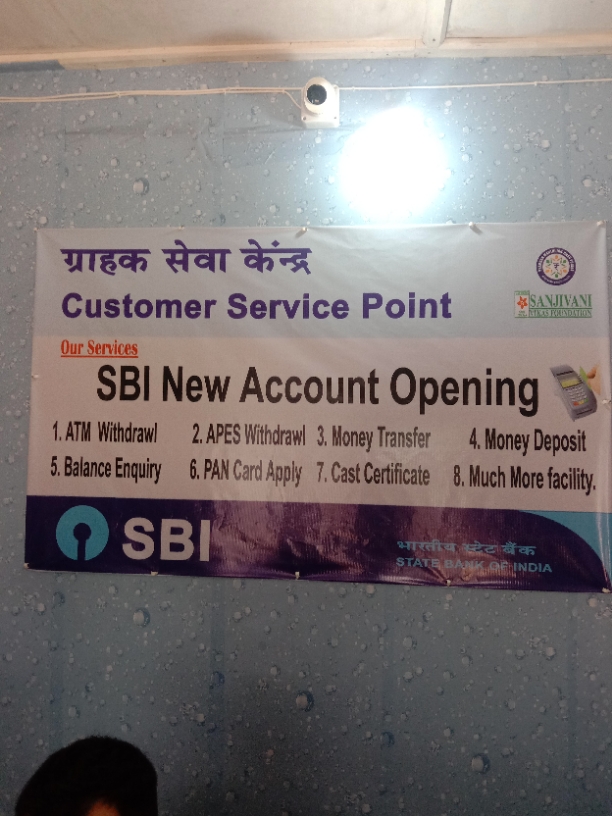 ग्राहक सेवा केंन्द्र
Customer Service Point
SANJIVANI
VIKAS FOUNDATION
Our Services
SBI New Account Opening
1. ATM Withdrawl 2. APES Withdrawl 3. Money Transfer 4. Money Deposit
5. Balance Enquiry 6. PAN Card Apply 7. Cast Certificate 8. Much More facility.
SBI
भारतीय स्टेट बैंक
STATE BANK OF INDIA